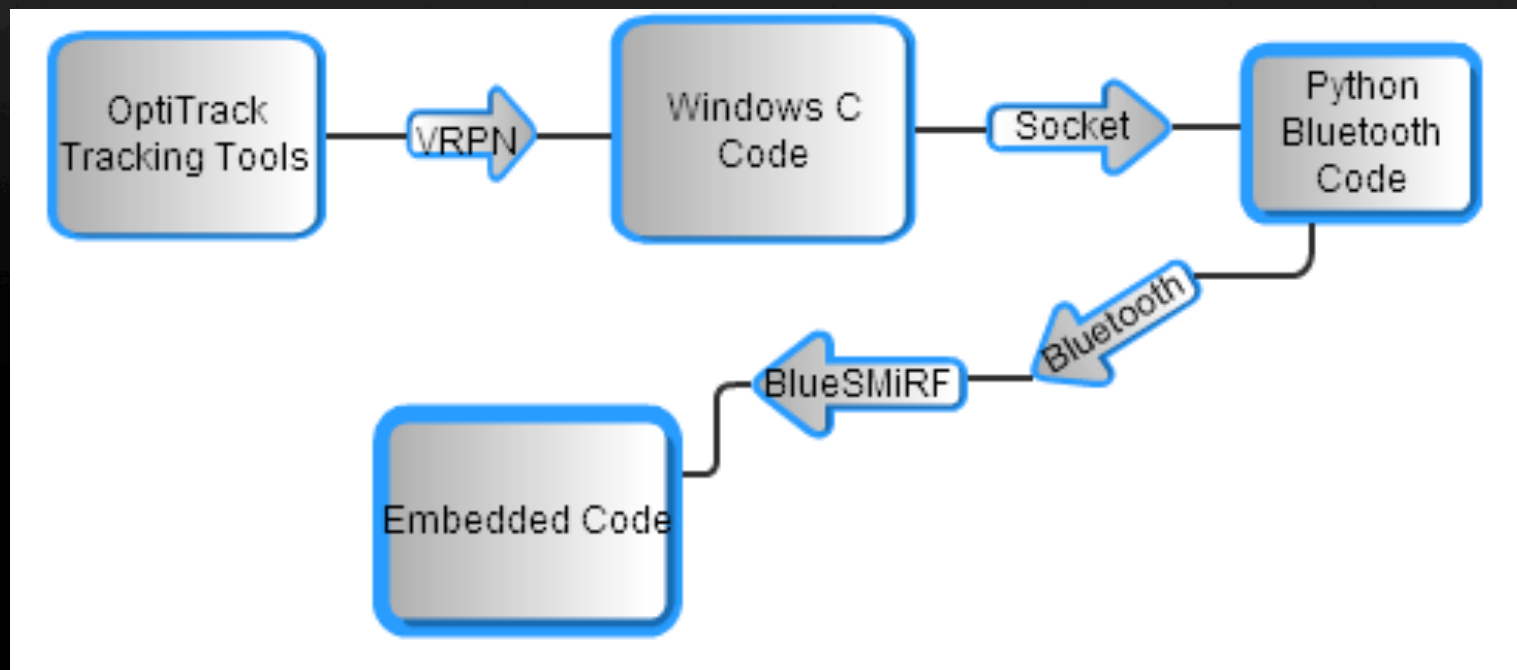 OptiTrack
Tracking Tools
VRPN
Windows C
Code
Socket
Python
Bluetooth
Code
Bluetooth
BlueSMiRF
Embedded Code